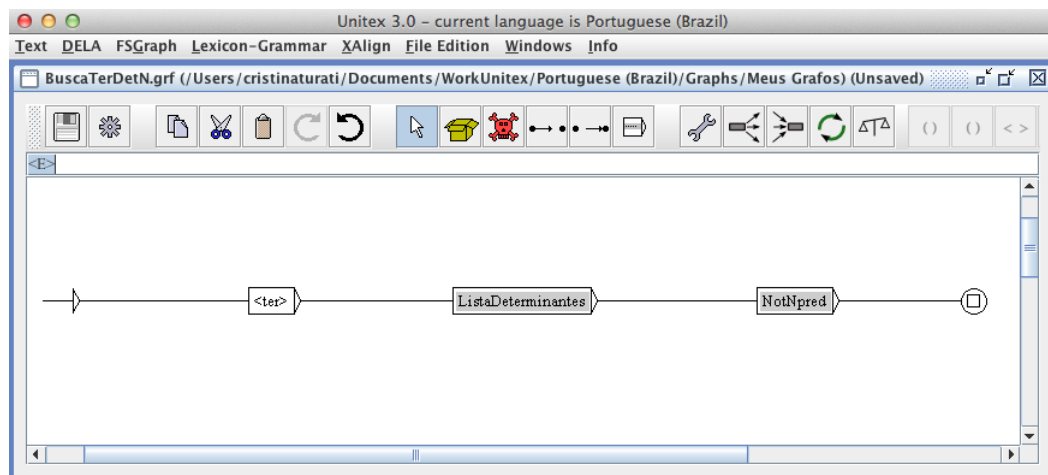 Unitex 3.0 – current language is Portuguese (Brazil)
Text DELA FSGraph Lexicon-Grammar XAlign File Edition Windows Info
BuscaTerDetN.grf (/Users/cristinaturati/Documents/WorkUnitex/Portuguese (Brazil)/Graphs/Meus Grafos) (Unsaved)
( ) ( ) < >
<E>
<ter> ListaDeterminantes NotNpred